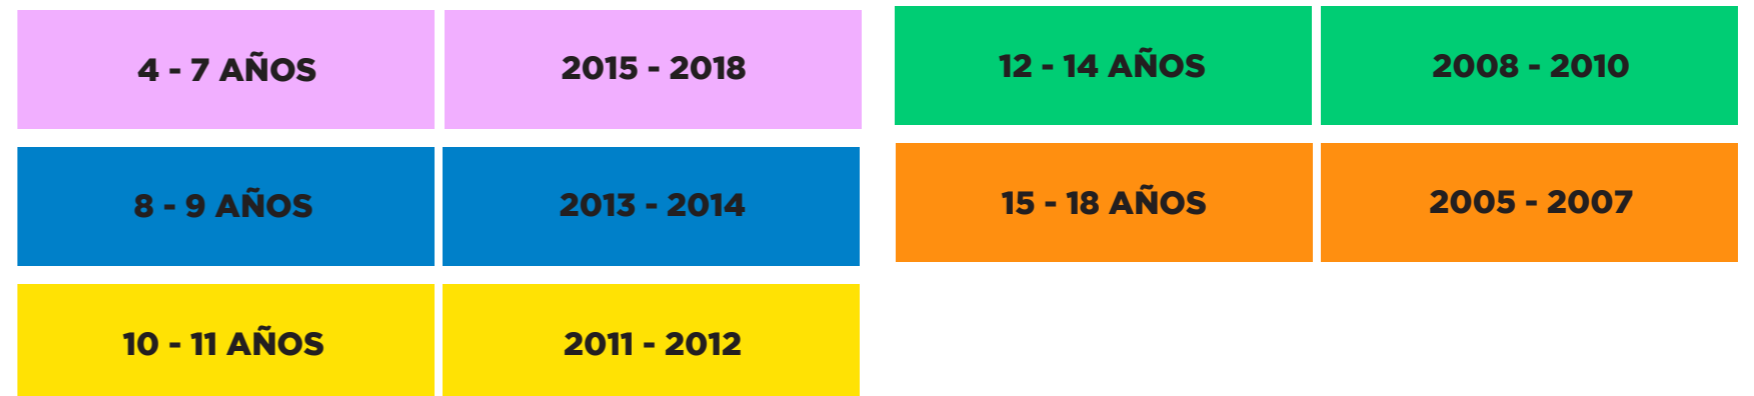 4 - 7 AÑOS 2015 - 2018
8 - 9 AÑOS 2013 - 2014
10 - 11 AÑOS 2011 - 2012
12 - 14 AÑOS 2008 - 2010
15 - 18 AÑOS 2005 - 2007